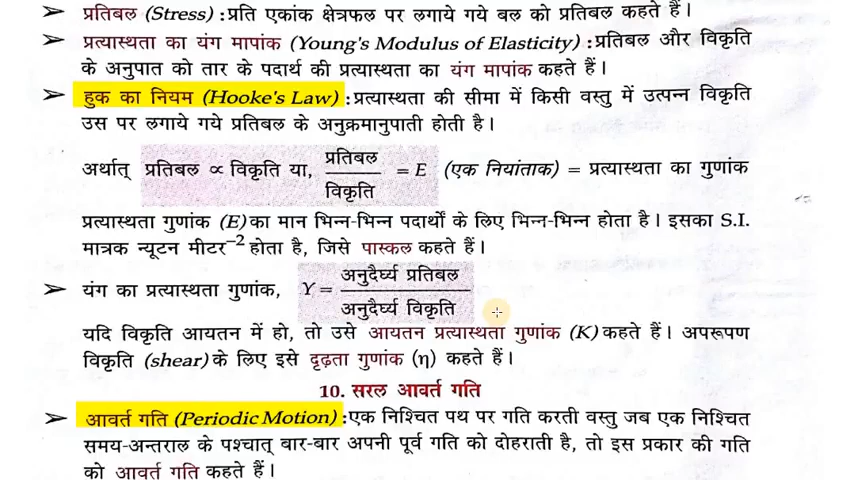 ➤ प्रतिबल (Stress) : प्रति एकांक क्षेत्रफल पर लगाये गये बल को प्रतिबल कहते हैं।
➤ प्रत्यास्थता का यंग मापांक (Young's Modulus of Elasticity) : प्रतिबल और विकृति
के अनुपात को तार के पदार्थ की प्रत्यास्थता का यंग मापांक कहते हैं।
➤ हुक का नियम (Hooke's Law) : प्रत्यास्थता की सीमा में किसी वस्तु में उत्पन्न विकृति
उस पर लगाये गये प्रतिबल के अनुक्रमानुपाती होती है।
अर्थात् प्रतिबल ∝ विकृति या, प्रतिबल/विकृति = E (एक नियांताक) = प्रत्यास्थता का गुणांक
प्रत्यास्थता गुणांक (E) का मान भिन्न-भिन्न पदार्थों के लिए भिन्न-भिन्न होता है। इसका S.I.
मात्रक न्यूटन मीटर⁻² होता है, जिसे पास्कल कहते हैं।
➤ यंग का प्रत्यास्थता गुणांक, Y = अनुदैर्घ्य प्रतिबल/अनुदैर्घ्य विकृति
यदि विकृति आयतन में हो, तो उसे आयतन प्रत्यास्थता गुणांक (K) कहते हैं। अपरूपण
विकृति (shear) के लिए इसे दृढ़ता गुणांक (η) कहते हैं।
10. सरल आवर्त गति
➤ आवर्त गति (Periodic Motion) : एक निश्चित पथ पर गति करती वस्तु जब एक निश्चित
समय-अन्तराल के पश्चात् बार-बार अपनी पूर्व गति को दोहराती है, तो इस प्रकार की गति
को आवर्त गति कहते हैं।